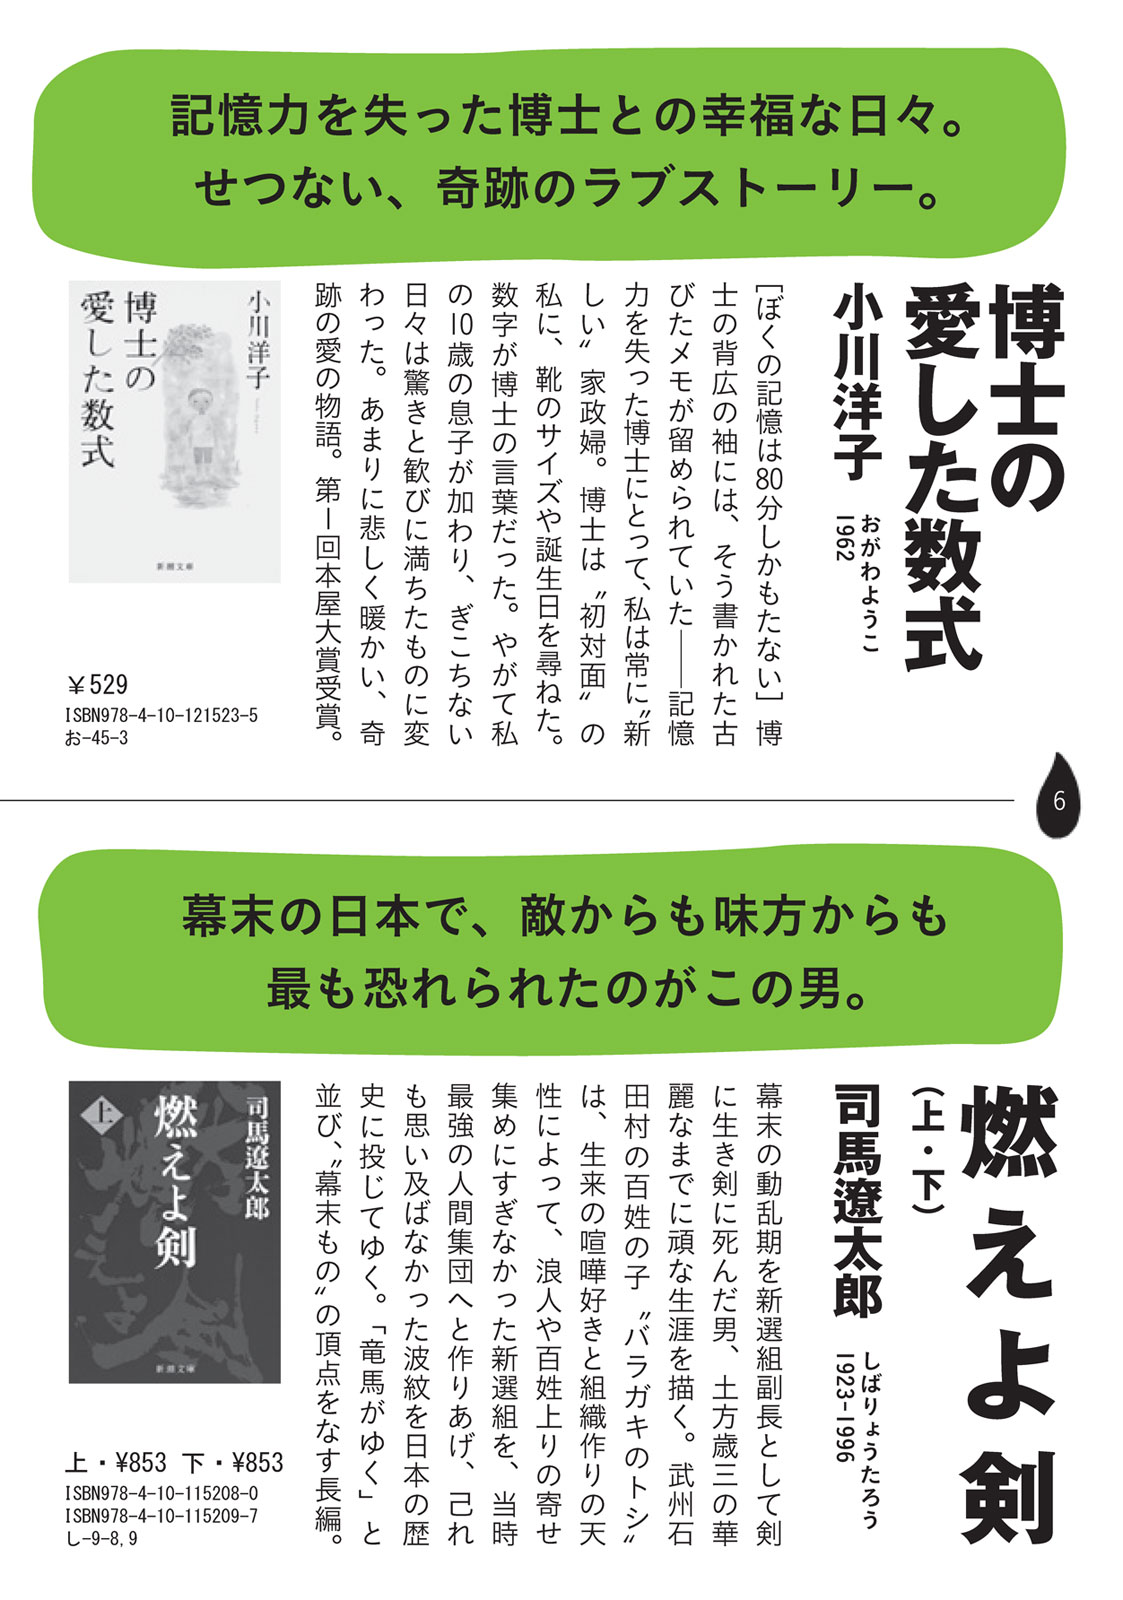 記憶力を失った博士との幸福な日々。
せつない、奇跡のラブストーリー。
博士の
愛した数式
小川洋子
おがわようこ
1962
［ぼくの記憶は80分しかもたない］博
士の背広の袖には、そう書かれた古
びたメモが留められていた――記憶
力を失った博士にとって、私は常に〝新
しい〟家政婦。博士は〝初対面〟の
私に、靴のサイズや誕生日を尋ねた。
数字が博士の言葉だった。やがて私
の10歳の息子が加わり、ぎこちない
日々は驚きと歓びに満ちたものに変
わった。あまりに悲しく暖かい、奇
跡の愛の物語。第一回本屋大賞受賞。
小川洋子
博士の
愛した数式
新潮文庫
￥529
ISBN978-4-10-121523-5
お-45-3
6
幕末の日本で、敵からも味方からも
最も恐れられたのがこの男。
燃えよ剣
（上・下）
司馬遼太郎
しばりょうたろう
1923-1996
幕末の動乱期を新選組副長として剣
に生き剣に死んだ男、土方歳三の華
麗なまでに頑な生涯を描く。武州石
田村の百姓の子〝バラガキのトシ〟
は、生来の喧嘩好きと組織作りの天
性によって、浪人や百姓上りの寄せ
集めにすぎなかった新選組を、当時
最強の人間集団へと作りあげ、己れ
も思い及ばなかった波紋を日本の歴
史に投じてゆく。「竜馬がゆく」と
並び、〝幕末もの〟の頂点をなす長編。
司馬遼太郎
燃えよ剣
上
新潮文庫
上・¥853 下・¥853
ISBN978-4-10-115208-0
ISBN978-4-10-115209-7
し-9-8,9